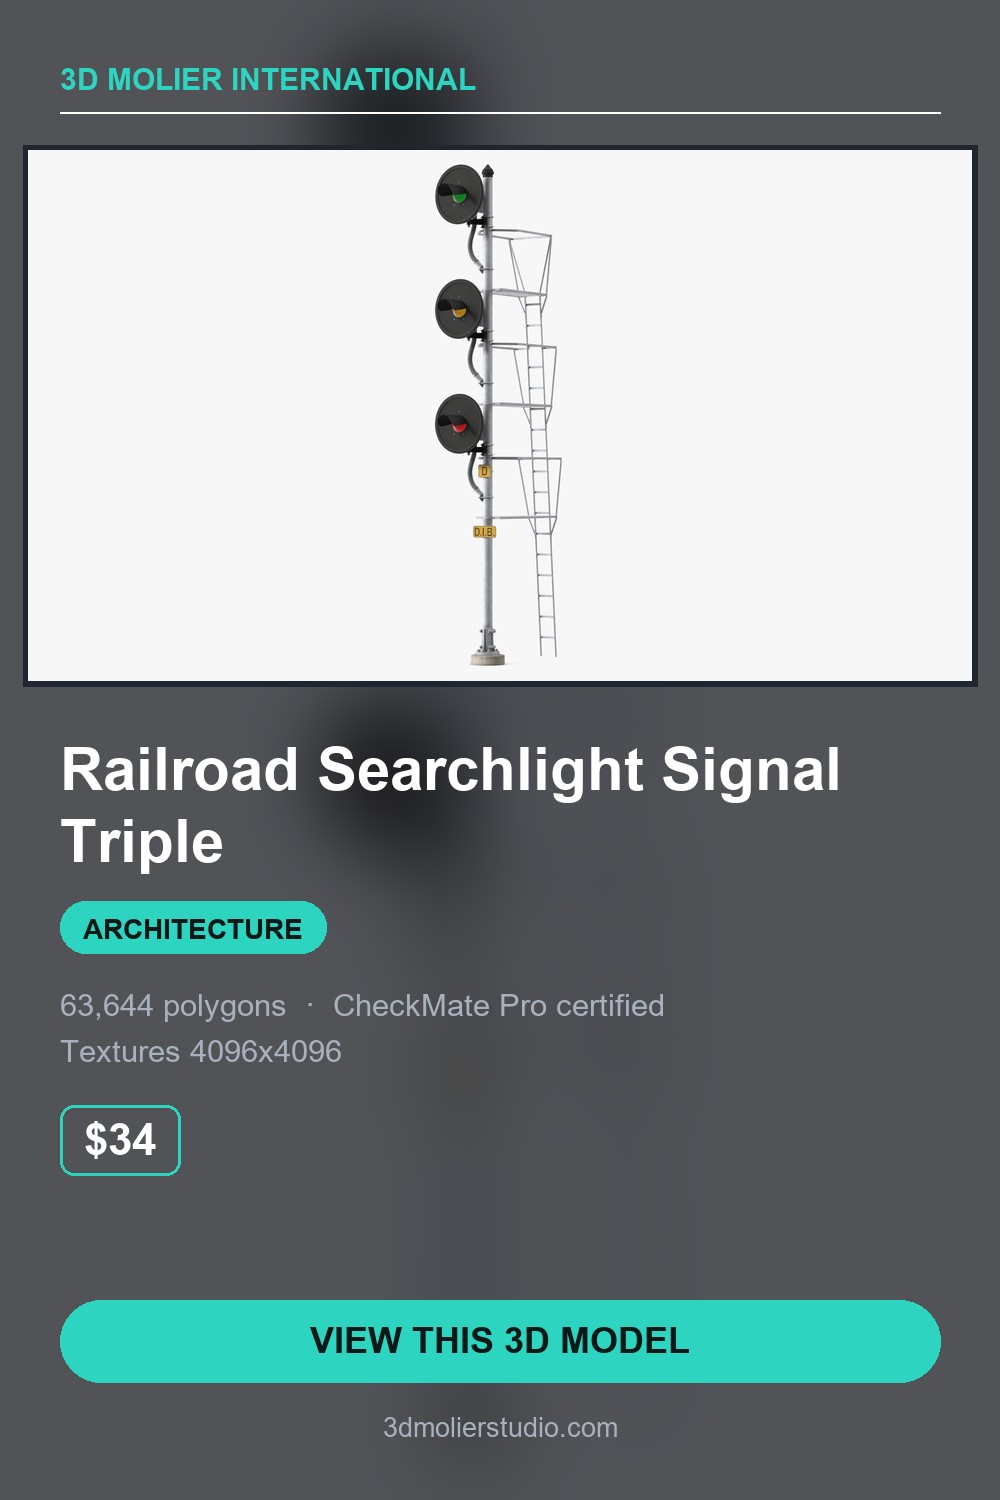 3D MOLIER INTERNATIONAL
D
D.I.B.
Railroad Searchlight Signal
Triple
ARCHITECTURE
63,644 polygons · CheckMate Pro certified
Textures 4096x4096
$34
VIEW THIS 3D MODEL
3dmolierstudio.com